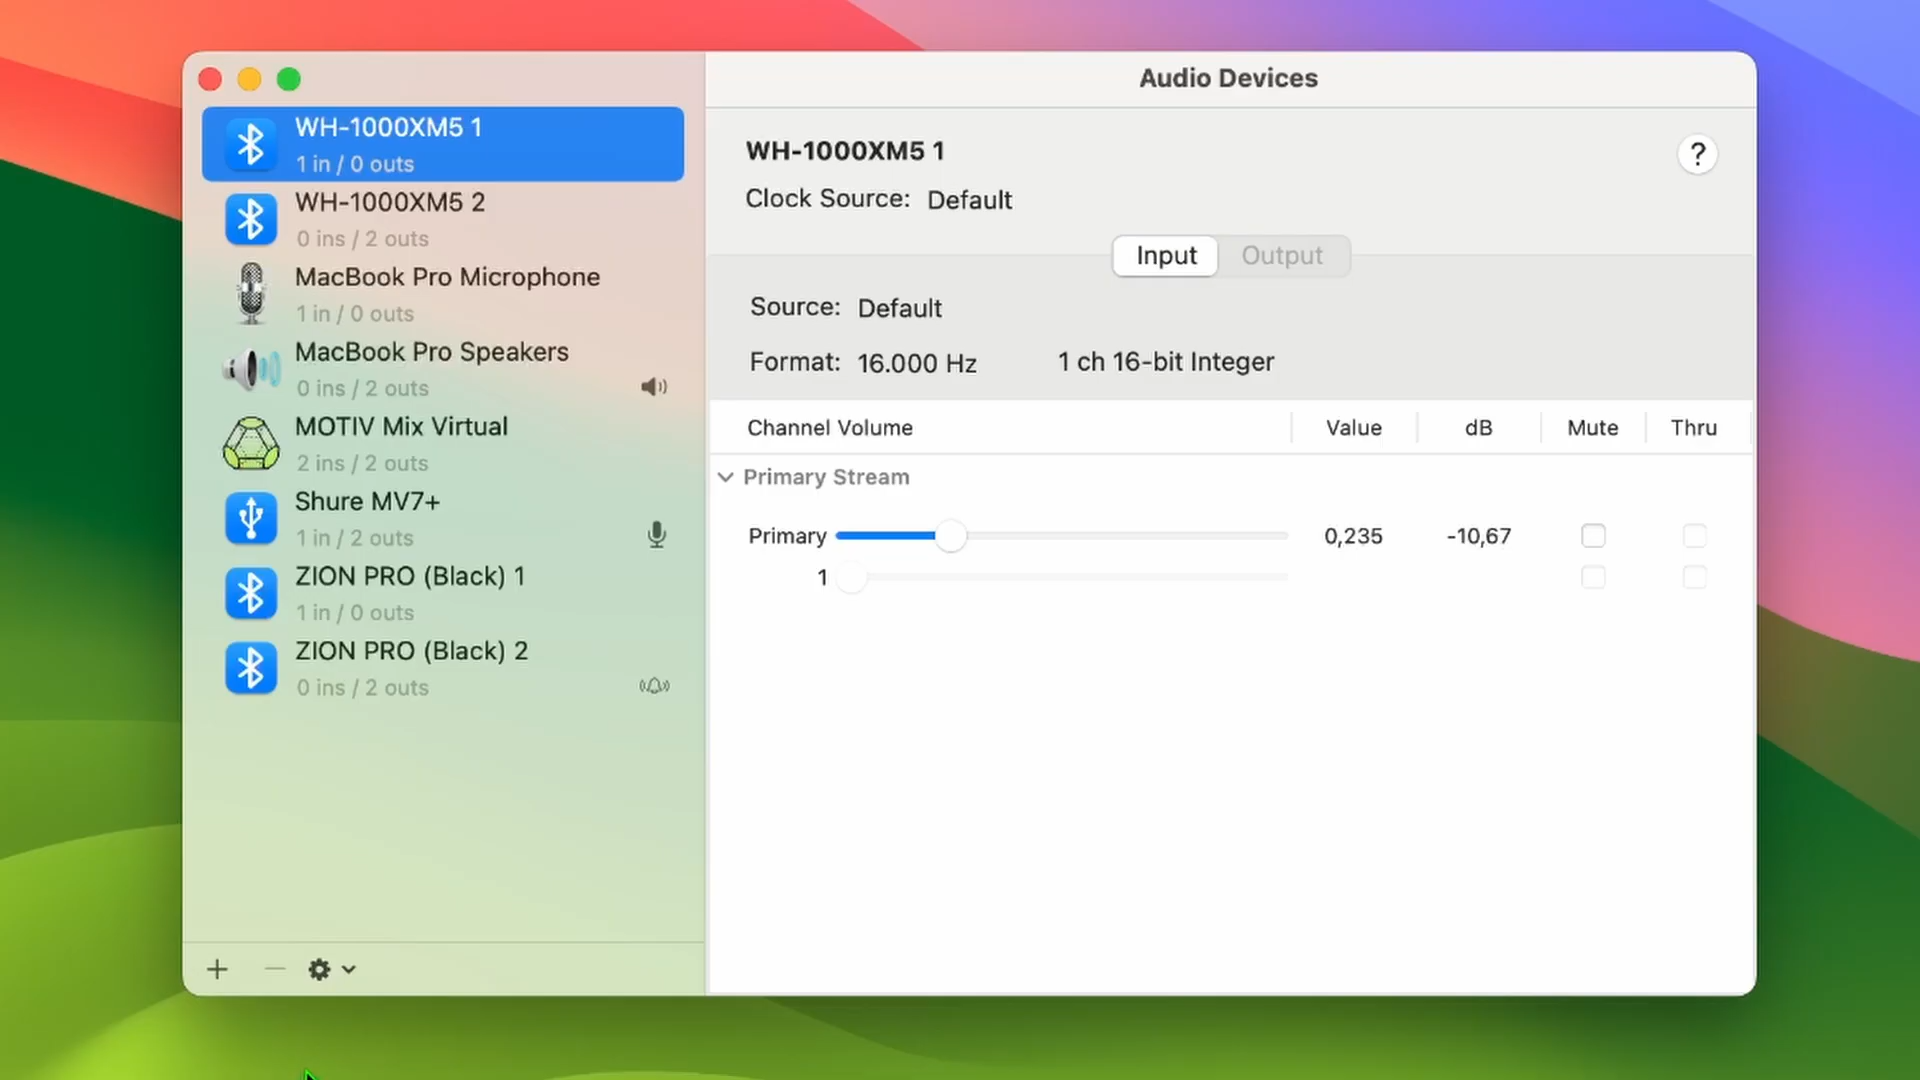 Audio Devices
WH-1000XM5 1
1 in / 0 outs
WH-1000XM5 2
0 ins / 2 outs
MacBook Pro Microphone
1 in / 0 outs
MacBook Pro Speakers
0 ins / 2 outs
MOTIV Mix Virtual
2 ins / 2 outs
Shure MV7+
1 in / 2 outs
ZION PRO (Black) 1
1 in / 0 outs
ZION PRO (Black) 2
0 ins / 2 outs
WH-1000XM5 1
?
Clock Source: Default
Input Output
Source: Default
Format: 16.000 Hz 1 ch 16-bit Integer
Channel Volume Value dB Mute Thru
Primary Stream
Primary 0,235 -10,67
1